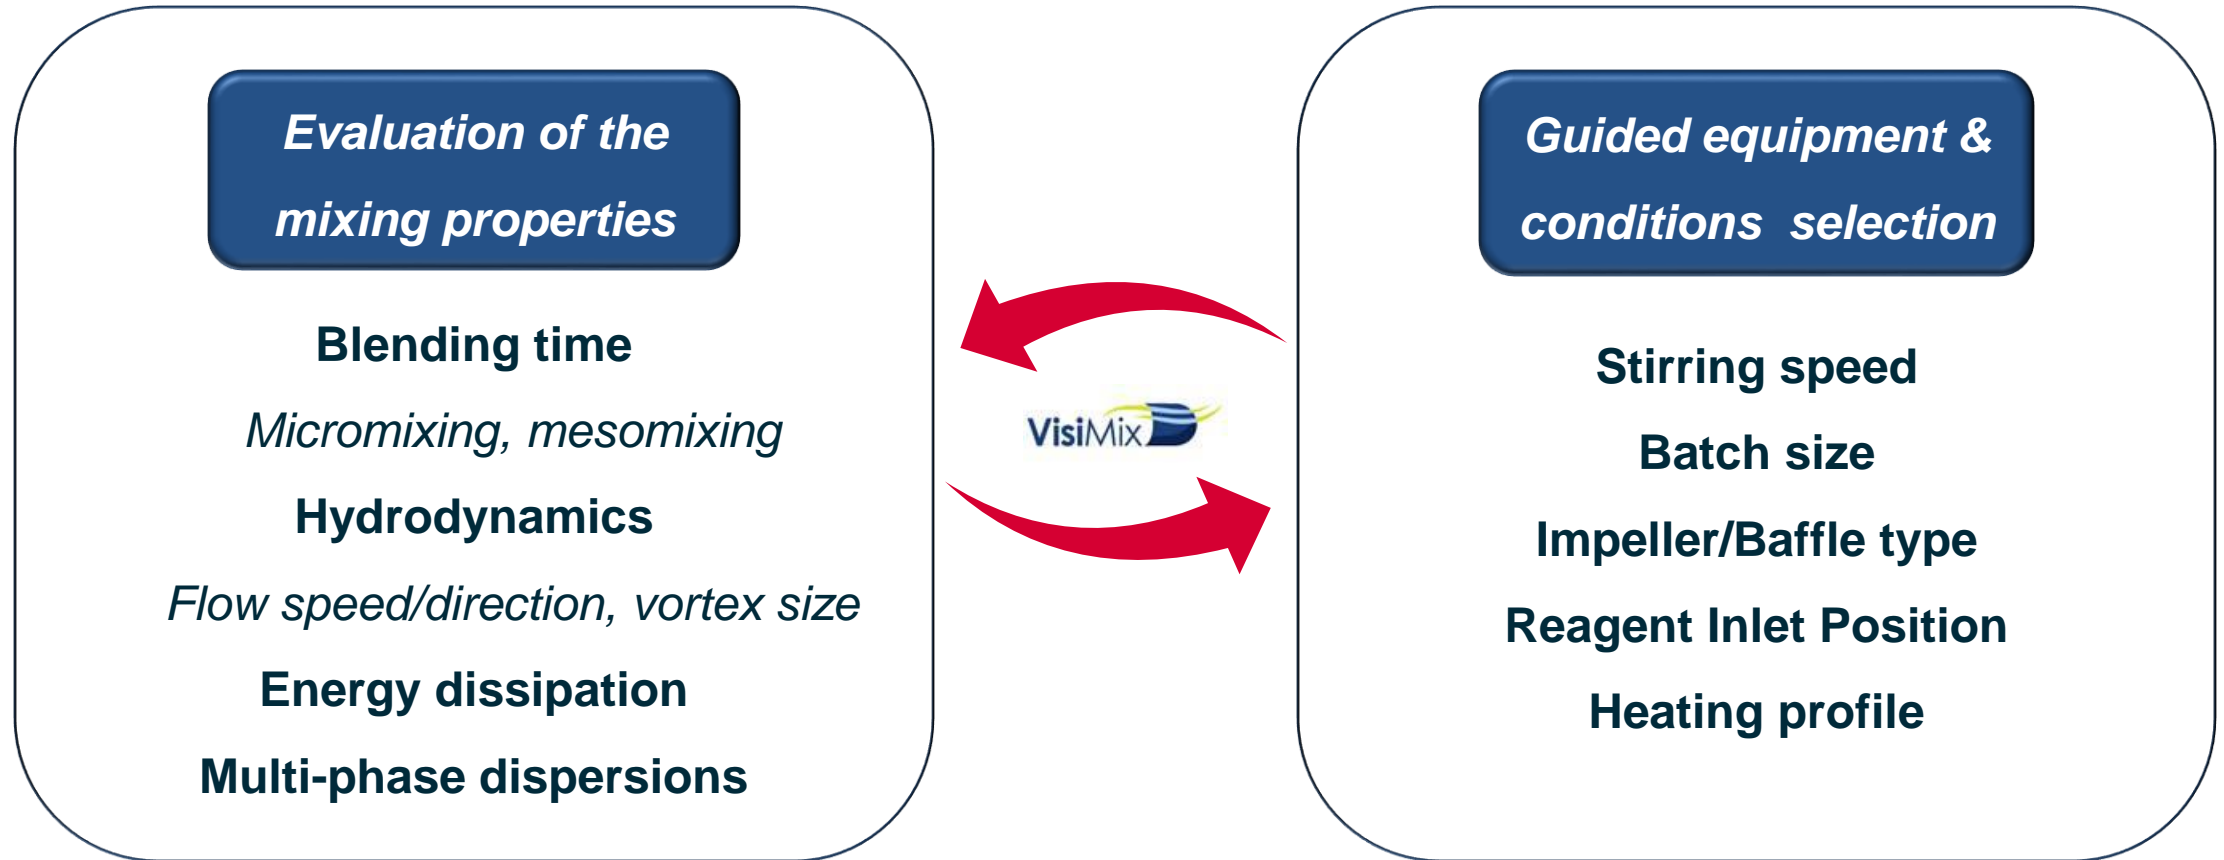 Evaluation of the
mixing properties
Blending time
Micromixing, mesomixing
Hydrodynamics
Flow speed/direction, vortex size
Energy dissipation
Multi-phase dispersions
VisiMix
Guided equipment &
conditions selection
Stirring speed
Batch size
Impeller/Baffle type
Reagent Inlet Position
Heating profile